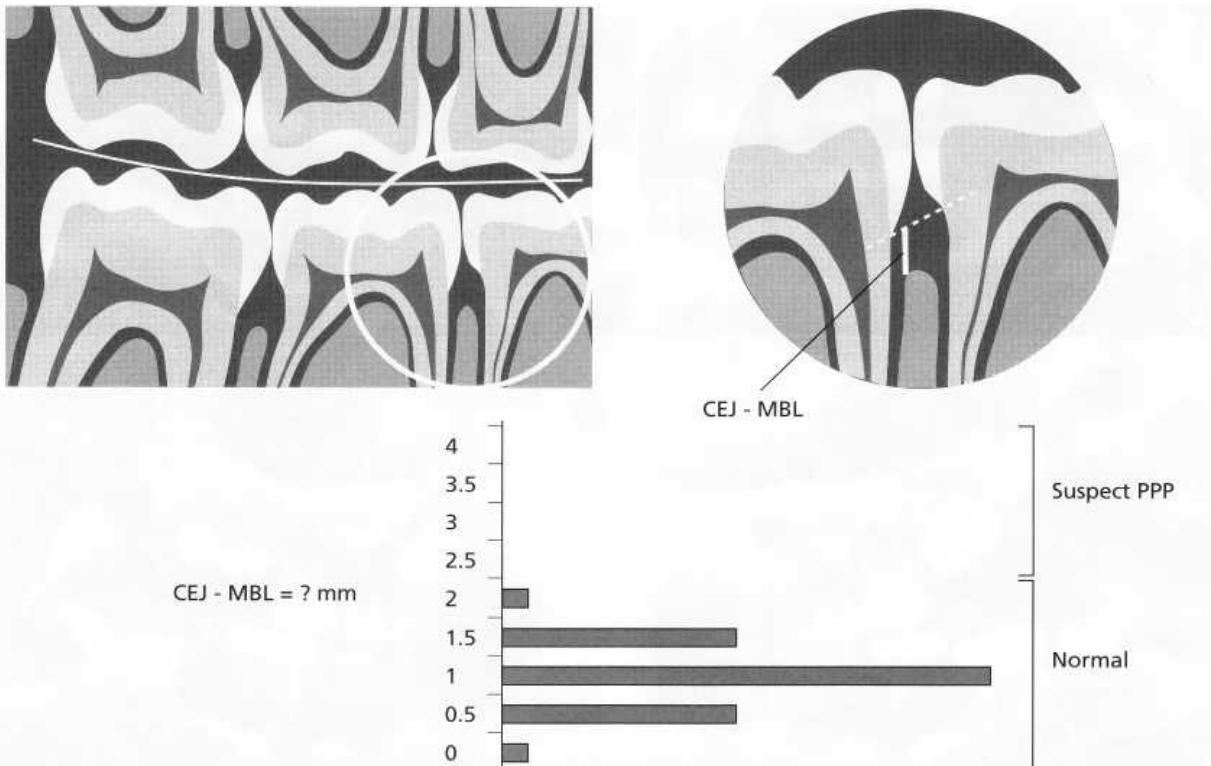 CEJ - MBL
4
3.5
Suspect PPP
3
2.5
CEJ - MBL = ? mm
2
1.5
Normal
1
0.5
0